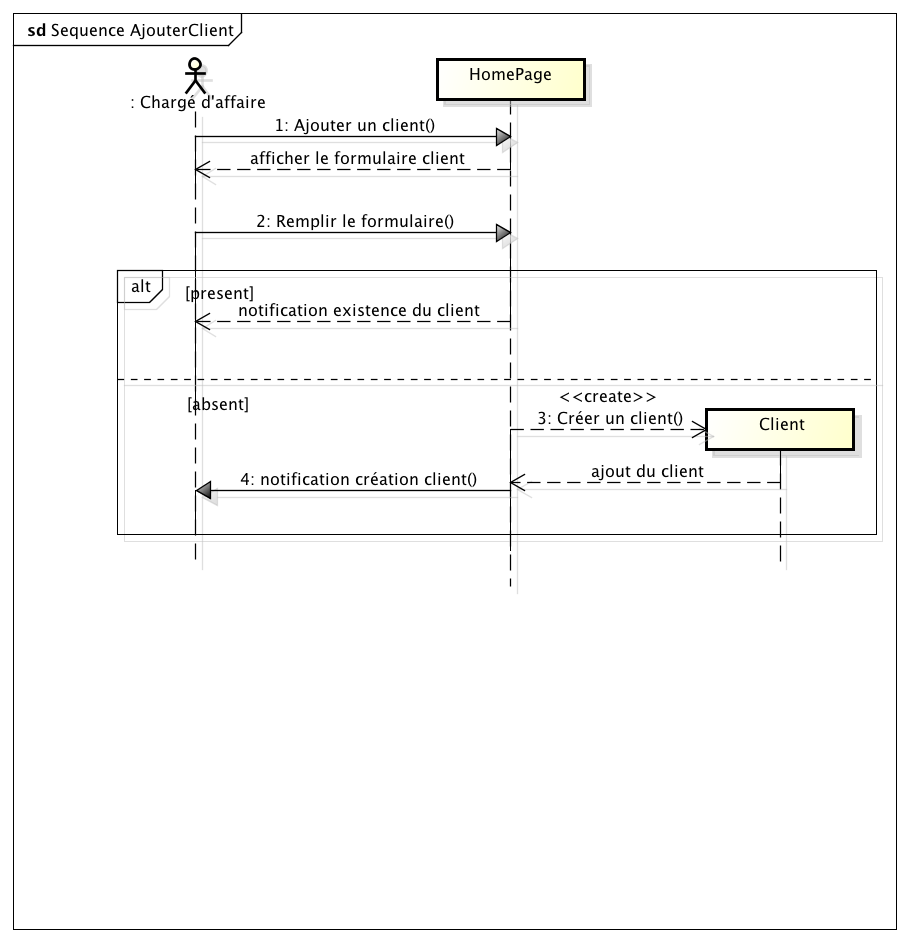 sd Sequence AjouterClient
: Chargé d'affaire
HomePage
1: Ajouter un client()
afficher le formulaire client
2: Remplir le formulaire()
alt
[present]
notification existence du client
[absent]
<<create>>
3: Créer un client()
Client
ajout du client
4: notification création client()